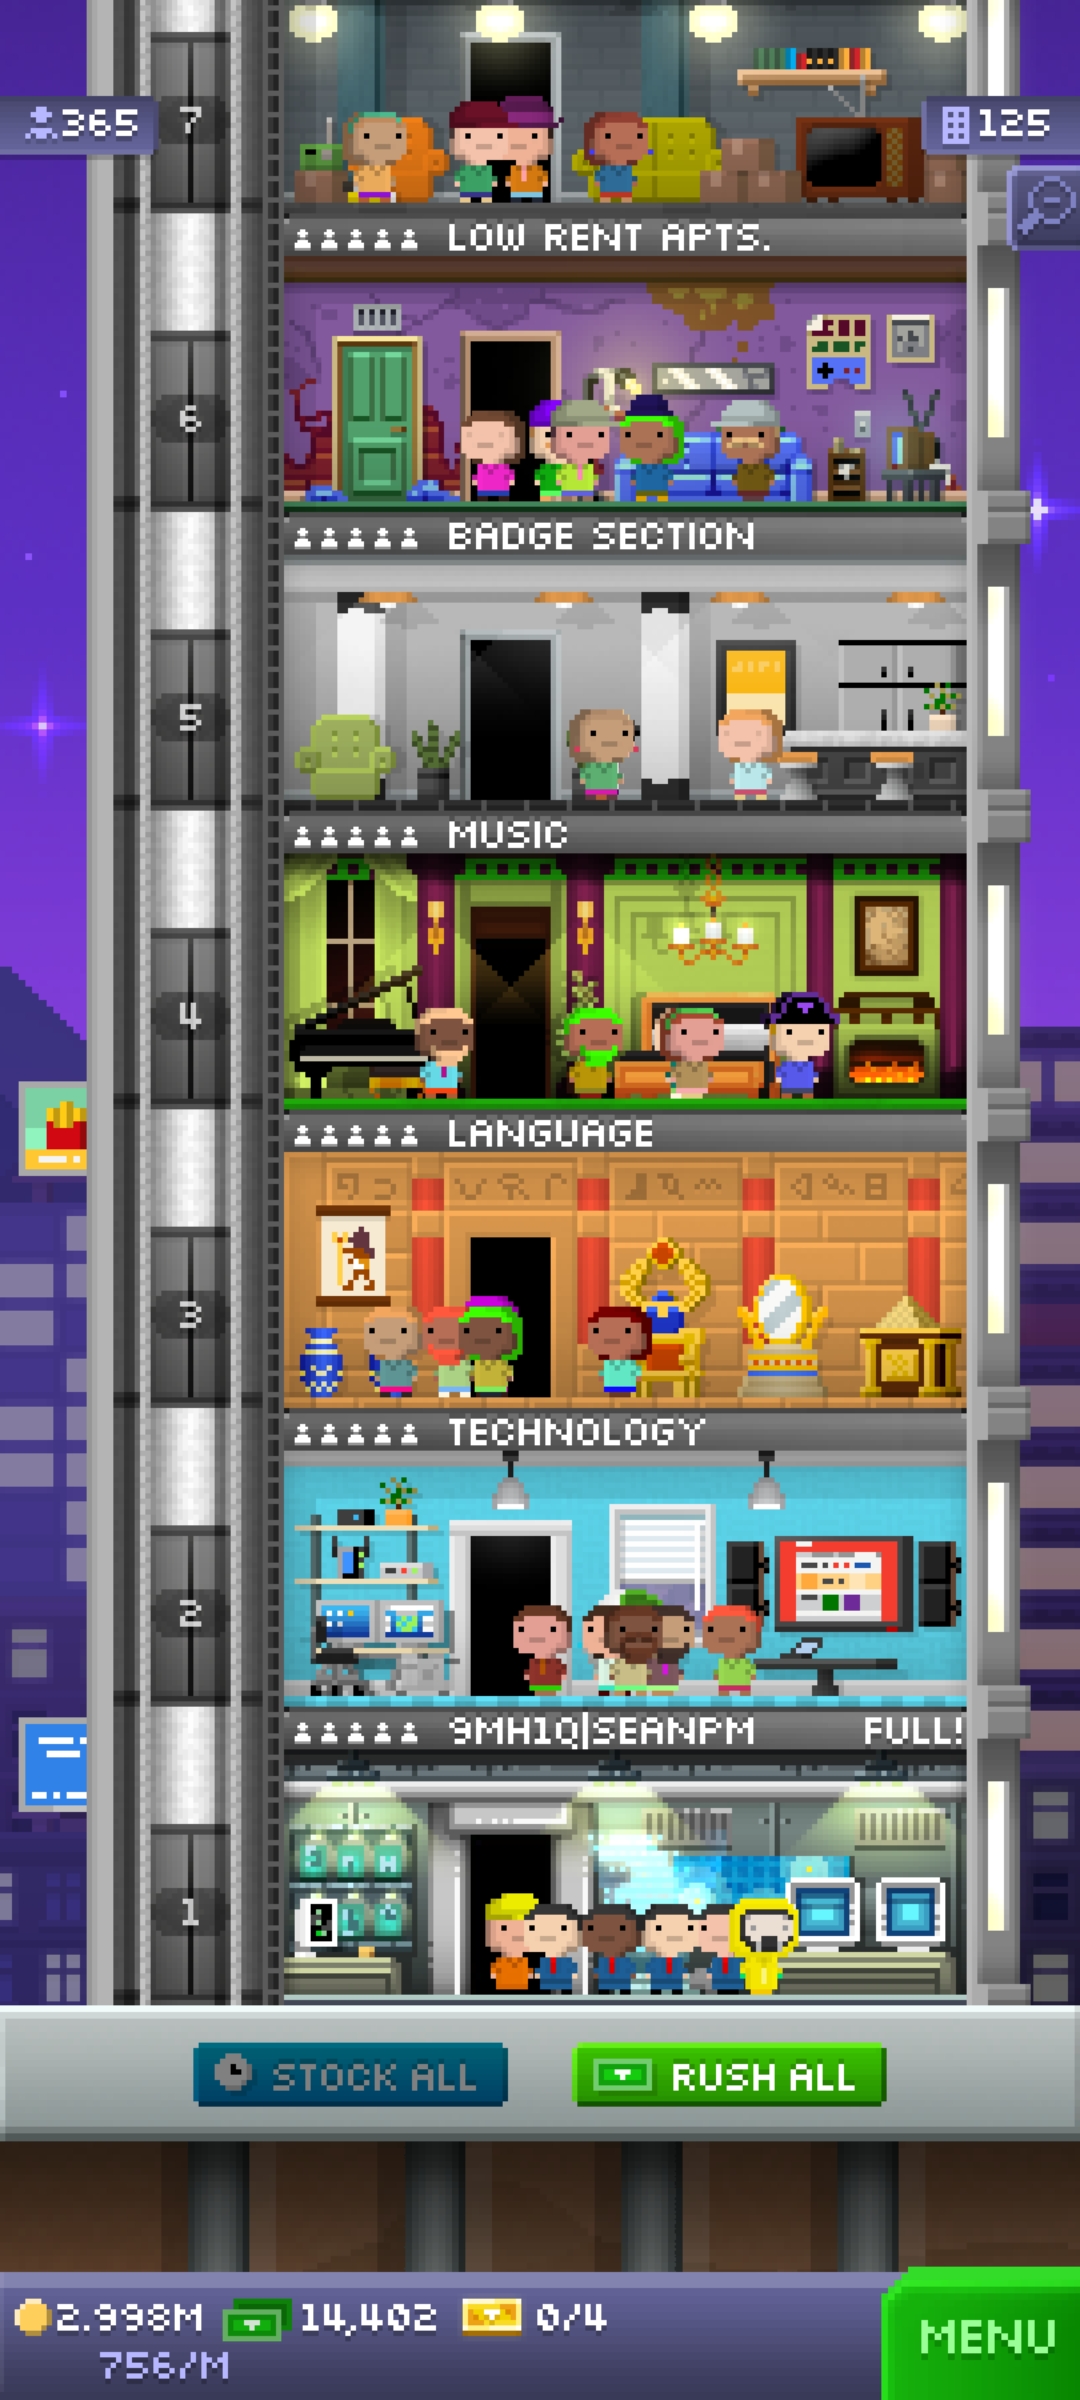 365
7
125
LOW RENT APTS.
6
BADGE SECTION
5
MUSIC
4
LANGUAGE
3
TECHNOLOGY
2
9MH1Q|SEANPM FULL!
1
STOCK ALL
RUSH ALL
2.998M
14,402
0/4
756/M
MENU